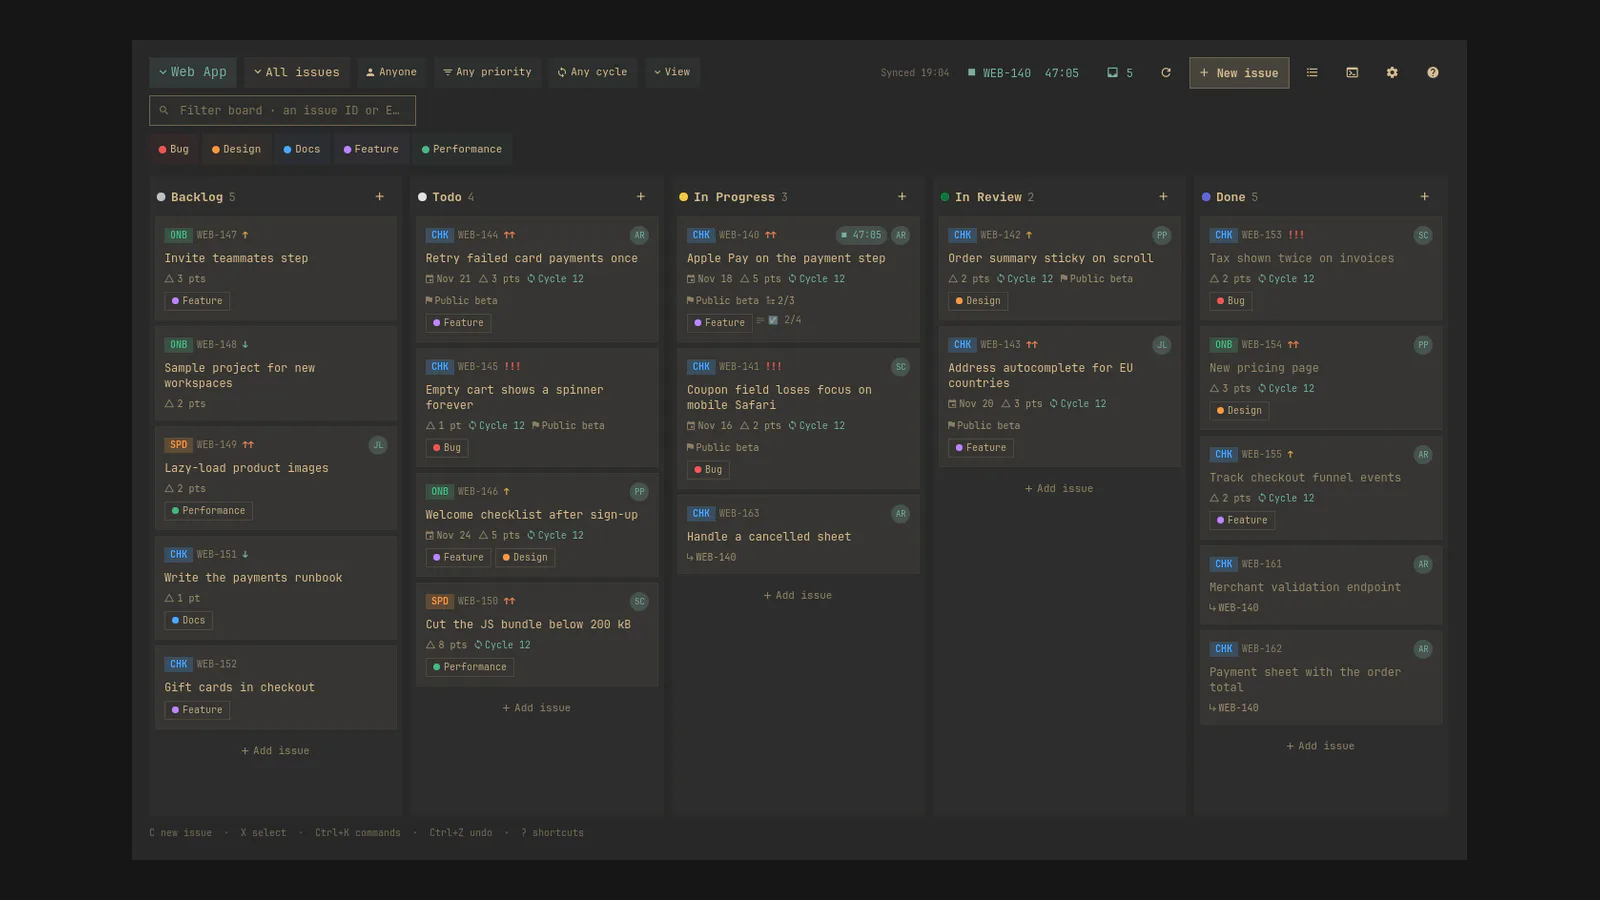 Web App
All issues
Anyone
Any priority
Any cycle
View
Synced 19:04
WEB-140 47:05
5
+ New issue
Filter board · an issue ID or E…
Bug
Design
Docs
Feature
Performance
Backlog 5
ONB WEB-147
Invite teammates step
3 pts
Feature
ONB WEB-148
Sample project for new
workspaces
2 pts
SPD WEB-149
JL
Lazy-load product images
2 pts
Performance
CHK WEB-151
Write the payments runbook
1 pt
Docs
CHK WEB-152
Gift cards in checkout
Feature
+ Add issue
Todo 4
CHK WEB-144
AR
Retry failed card payments once
Nov 21 3 pts Cycle 12
Public beta
Feature
CHK WEB-145 !!!
Empty cart shows a spinner
forever
1 pt Cycle 12 Public beta
Bug
ONB WEB-146
PP
Welcome checklist after sign-up
Nov 24 5 pts Cycle 12
Feature Design
SPD WEB-150
SC
Cut the JS bundle below 200 kB
8 pts Cycle 12
Performance
+ Add issue
In Progress 3
CHK WEB-140
47:05 AR
Apple Pay on the payment step
Nov 18 5 pts Cycle 12
Public beta 2/3
Feature 2/4
CHK WEB-141 !!!
SC
Coupon field loses focus on
mobile Safari
Nov 16 2 pts Cycle 12
Public beta
Bug
CHK WEB-163
AR
Handle a cancelled sheet
WEB-140
+ Add issue
In Review 2
CHK WEB-142
PP
Order summary sticky on scroll
2 pts Cycle 12 Public beta
Design
CHK WEB-143
JL
Address autocomplete for EU
countries
Nov 20 3 pts Cycle 12
Public beta
Feature
+ Add issue
Done 5
CHK WEB-153 !!!
SC
Tax shown twice on invoices
2 pts Cycle 12
Bug
ONB WEB-154
PP
New pricing page
3 pts Cycle 12
Design
CHK WEB-155
AR
Track checkout funnel events
2 pts Cycle 12
Feature
CHK WEB-161
AR
Merchant validation endpoint
WEB-140
CHK WEB-162
AR
Payment sheet with the order
total
WEB-140
+ Add issue
C new issue · X select · Ctrl+K commands · Ctrl+Z undo · ? shortcuts